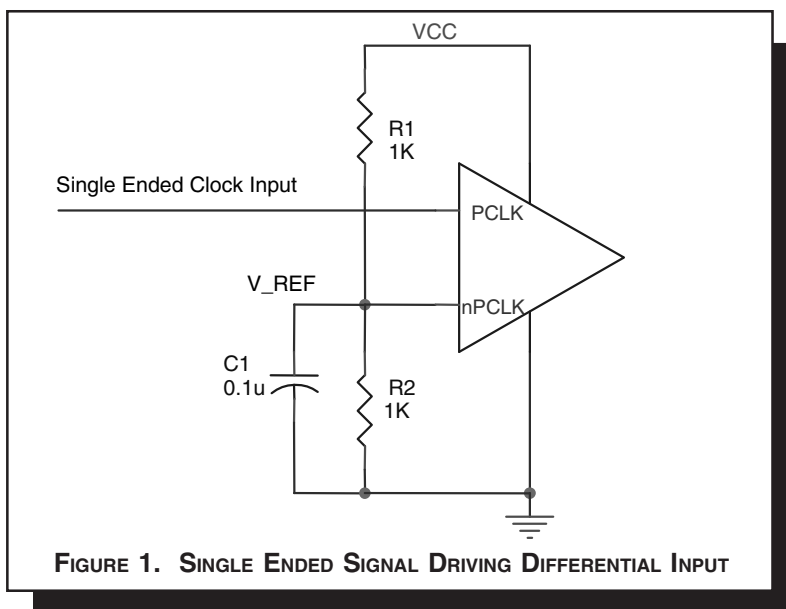 VCC
R1
1K
Single Ended Clock Input
PCLK
V_REF
nPCLK
C1
0.1u
R2
1K
FIGURE 1. SINGLE ENDED SIGNAL DRIVING DIFFERENTIAL INPUT